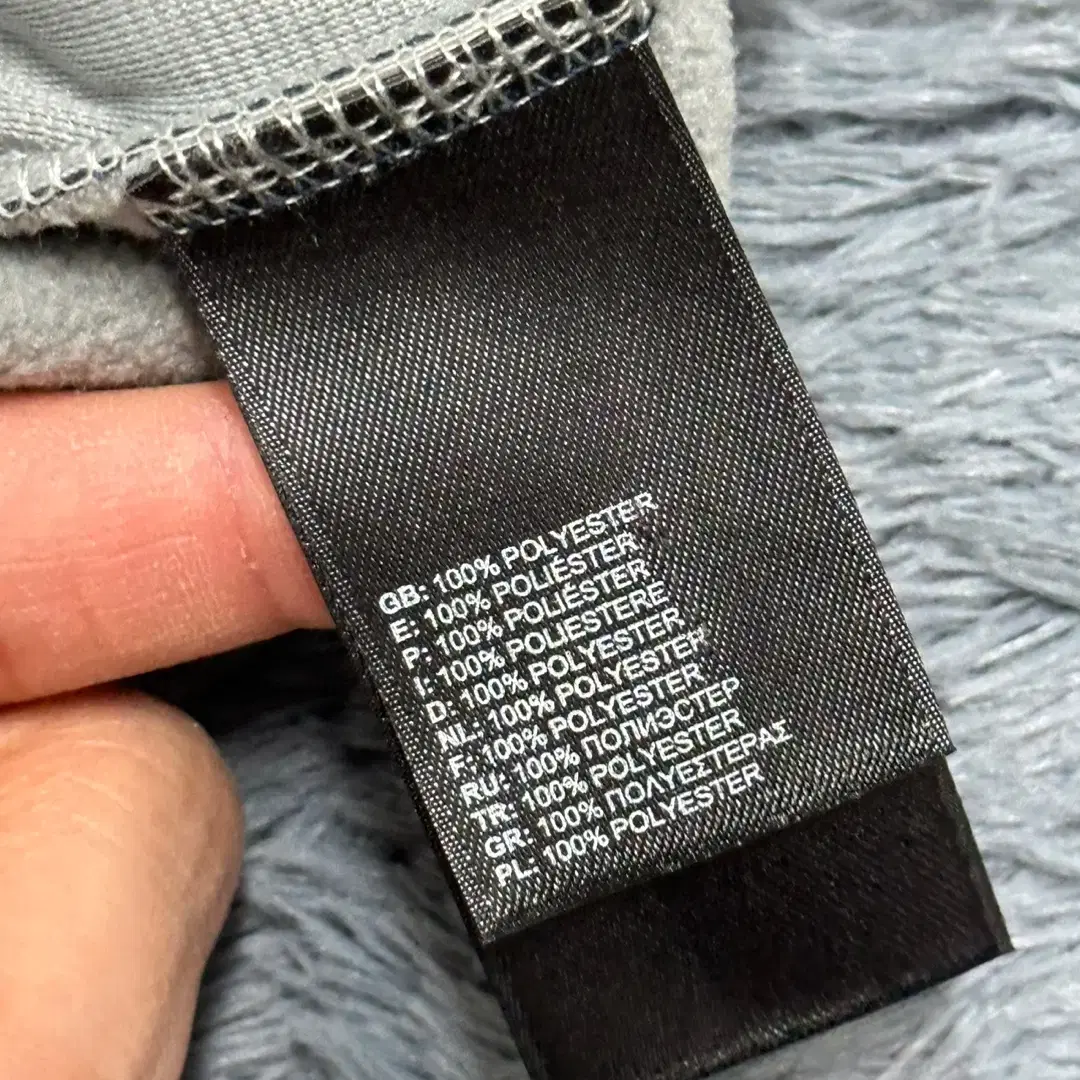 GB: 100% POLYESTER
E: 100% POLIÉSTER
P: 100% POLIÉSTER
I: 100% POLIESTERE
D: 100% POLYESTER
NL: 100% POLYESTER
F: 100% POLYESTER
RU: 100% ПОЛИЭСТЕР
TR: 100% POLYESTER
GR: 100% ΠΟΛΥΕΣΤΕΡΑΣ
PL: 100% POLYESTER